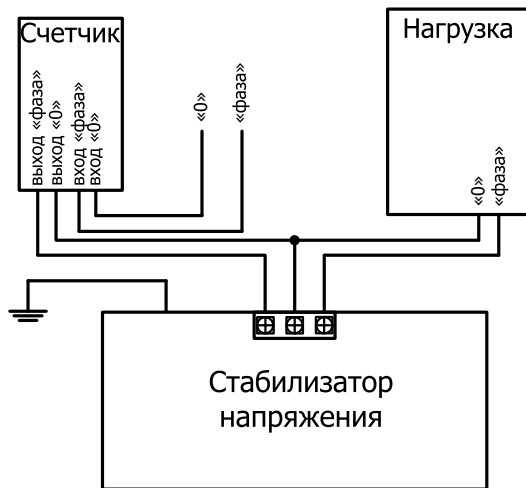 Счетчик
Нагрузка
выход «фаза»
выход «0»
вход «фаза»
вход «0»
«0»
«фаза»
«0»
«фаза»
Стабилизатор
напряжения